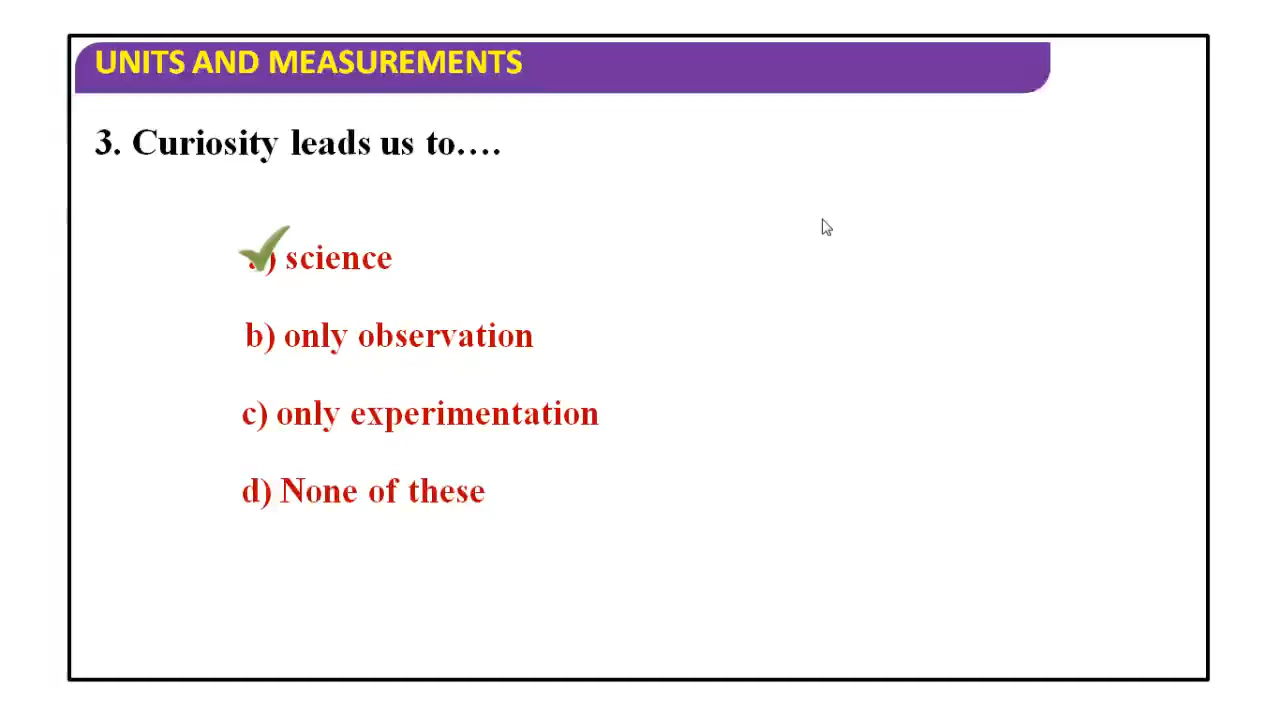 UNITS AND MEASUREMENTS
3. Curiosity leads us to….
) science
b) only observation
c) only experimentation
d) None of these